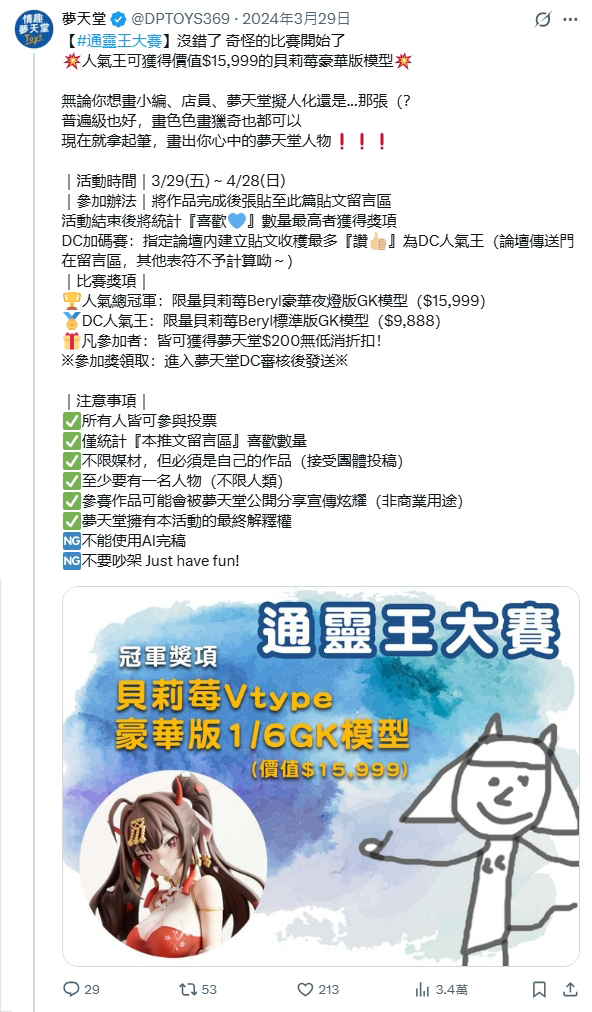 情趣
夢天堂
Toys
夢天堂 @DPTOYS369 · 2024年3月29日
【#通靈王大賽】沒錯了 奇怪的比賽開始了
💥人氣王可獲得價值$15,999的貝莉莓豪華版模型💥
無論你想畫小編、店員、夢天堂擬人化還是...那張（?
普遍級也好，畫色色畫獵奇也都可以
現在就拿起筆，畫出你心中的夢天堂人物❗❗❗
｜活動時間｜3/29(五) ~ 4/28(日)
｜參加辦法｜將作品完成後張貼至此篇貼文留言區
活動結束後將統計『喜歡💙』數量最高者獲得獎項
DC加碼賽：指定論壇內建立貼文收穫最多『讚👍🏻』為DC人氣王（論壇傳送門
在留言區，其他表符不予計算呦～）
｜比賽獎項｜
🏆人氣總冠軍：限量貝莉莓Beryl豪華夜燈版GK模型（$15,999）
🏅DC人氣王：限量貝莉莓Beryl標準版GK模型（$9,888）
🎁凡參加者：皆可獲得夢天堂$200無低消折扣！
※參加獎領取：進入夢天堂DC審核後發送※
｜注意事項｜
✅所有人皆可參與投票
✅僅統計『本推文留言區』喜歡數量
✅不限媒材，但必須是自己的作品（接受團體投稿）
✅至少要有一名人物（不限人類）
✅參賽作品可能會被夢天堂公開分享宣傳炫耀（非商業用途）
✅夢天堂擁有本活動的最終解釋權
🆖不能使用AI完稿
🆖不要吵架 Just have fun!
通靈王大賽
冠軍獎項
貝莉莓Vtype
豪華版1/6GK模型
(價值$15,999)
29 53 213 3.4萬